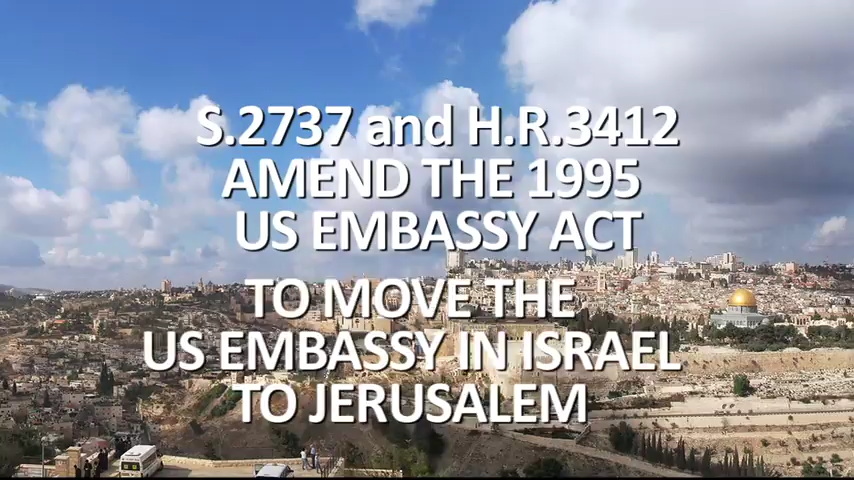 S.2737 and H.R.3412
AMEND THE 1995
US EMBASSY ACT
TO MOVE THE
US EMBASSY IN ISRAEL
TO JERUSALEM